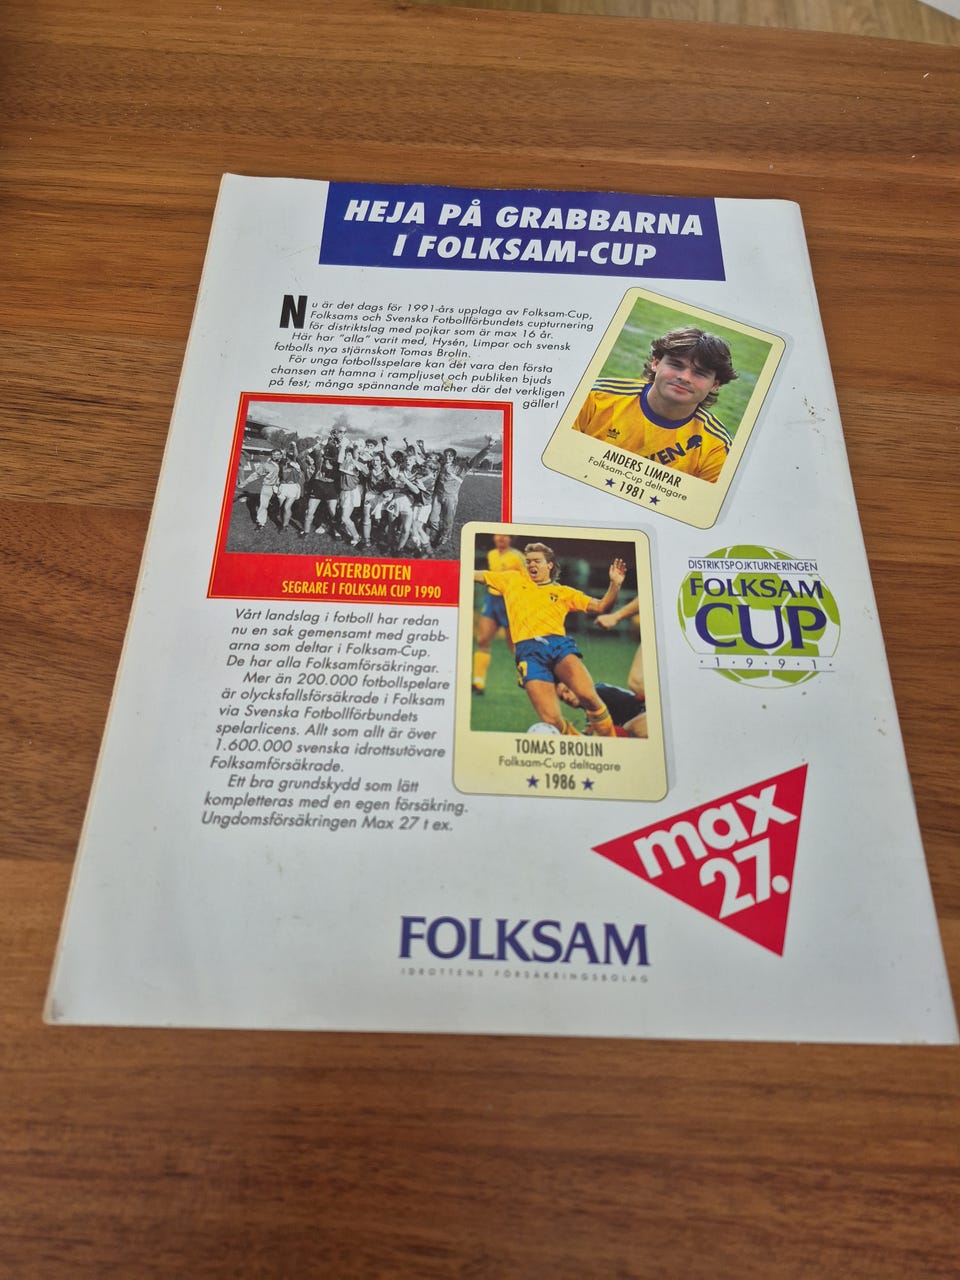 HEJA PÅ GRABBARNA
I FOLKSAM-CUP
Nu är det dags för 1991-års upplaga av Folksam-Cup,
Folksams och Svenska Fotbollförbundets cupturnering
för distriktslag med pojkar som är max 16 år.
Här har "alla" varit med, Hysén, Limpar och svensk
fotbolls nya stjärnskott Tomas Brolin.
För unga fotbollsspelare kan det vara den första
chansen att hamna i rampljuset och publiken bjuds
på fest; många spännande matcher där det verkligen
gäller!
XEN
ANDERS LIMPAR
Folksam-Cup deltagare
★ 1981 ★
VÄSTERBOTTEN
SEGRARE I FOLKSAM CUP 1990
Vårt landslag i fotboll har redan
nu en sak gemensamt med grabb-
arna som deltar i Folksam-Cup.
De har alla Folksamförsäkringar.
Mer än 200.000 fotbollspelare
är olycksfallsförsäkrade i Folksam
via Svenska Fotbollförbundets
spelarlicens. Allt som allt är över
1.600.000 svenska idrottsutövare
Folksamförsäkrade.
Ett bra grundskydd som lätt
kompletteras med en egen försäkring.
Ungdomsförsäkringen Max 27 t ex.
TOMAS BROLIN
Folksam-Cup deltagare
★ 1986 ★
DISTRIKTSPOJKTURNERINGEN
FOLKSAM
CUP
·1·9·9·1·
max
27.
FOLKSAM
IDROTTENS FÖRSÄKRINGSBOLAG